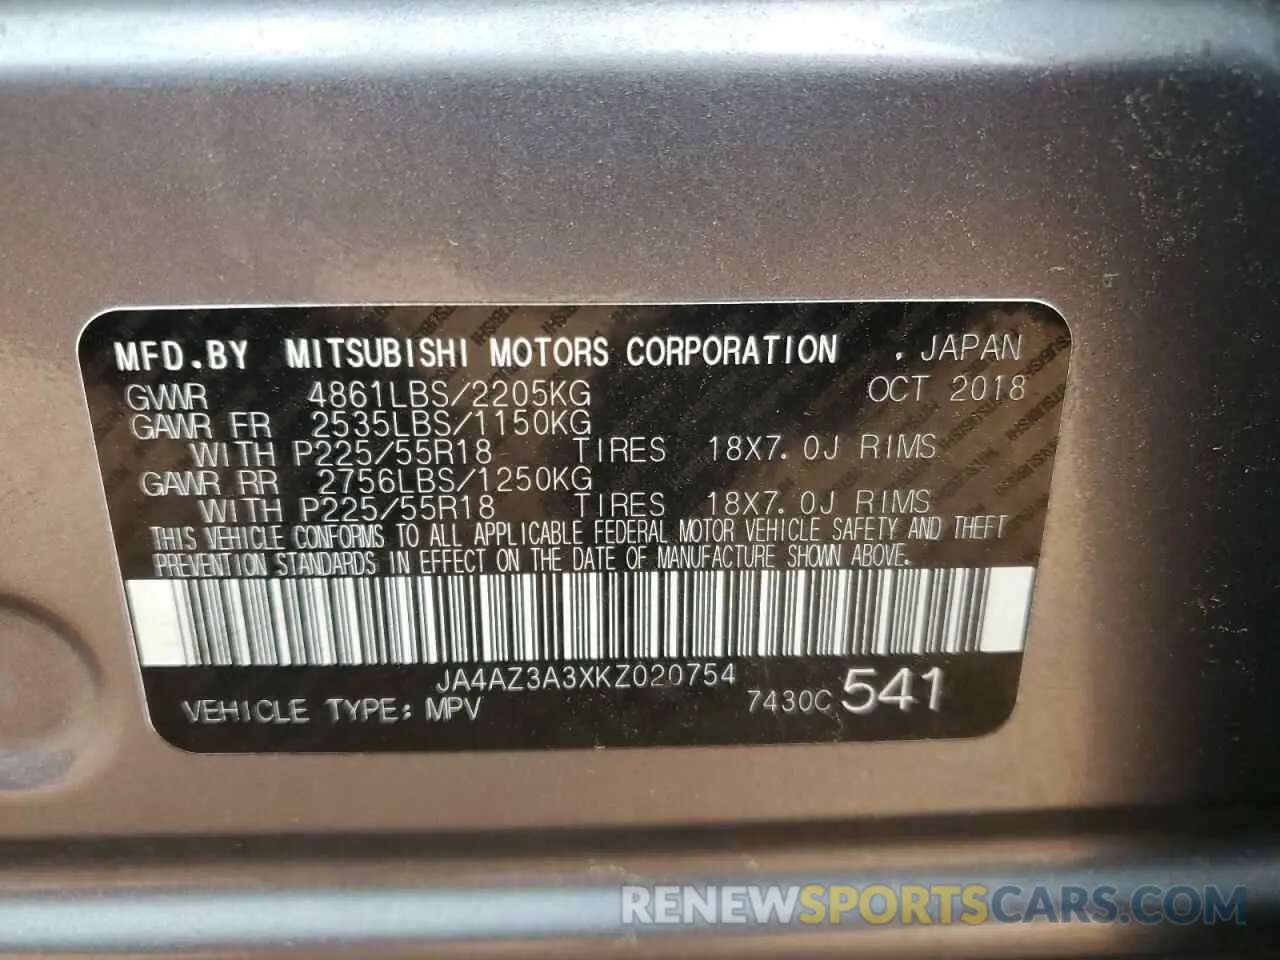 MFD.BY MITSUBISHI MOTORS CORPORATION . JAPAN
GVWR 4861LBS/2205KG OCT 2018
GAWR FR 2535LBS/1150KG
WITH P225/55R18 TIRES 18X7.0J RIMS
GAWR RR 2756LBS/1250KG
WITH P225/55R18 TIRES 18X7.0J RIMS
THIS VEHICLE CONFORMS TO ALL APPLICABLE FEDERAL MOTOR VEHICLE SAFETY AND THEFT
PREVENTION STANDARDS IN EFFECT ON THE DATE OF MANUFACTURE SHOWN ABOVE.
JA4AZ3A3XKZ020754
VEHICLE TYPE: MPV 7430C 541
RENEWSPORTSCARS.COM